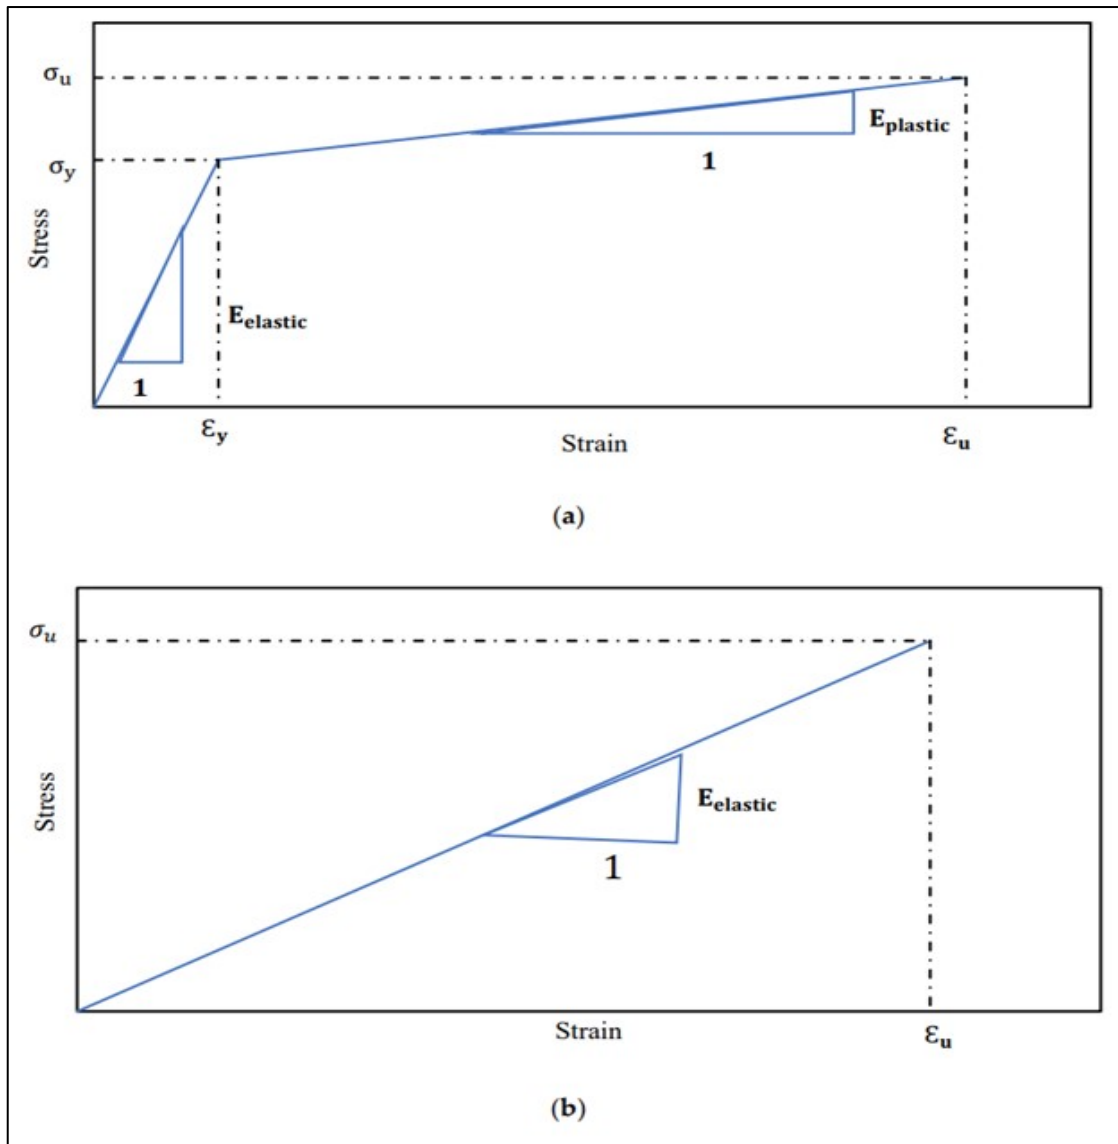 σu
Eplastic
1
σy
Stress
Eelastic
1
εy
Strain
εu
(a)
σu
Stress
Eelastic
1
Strain
εu
(b)